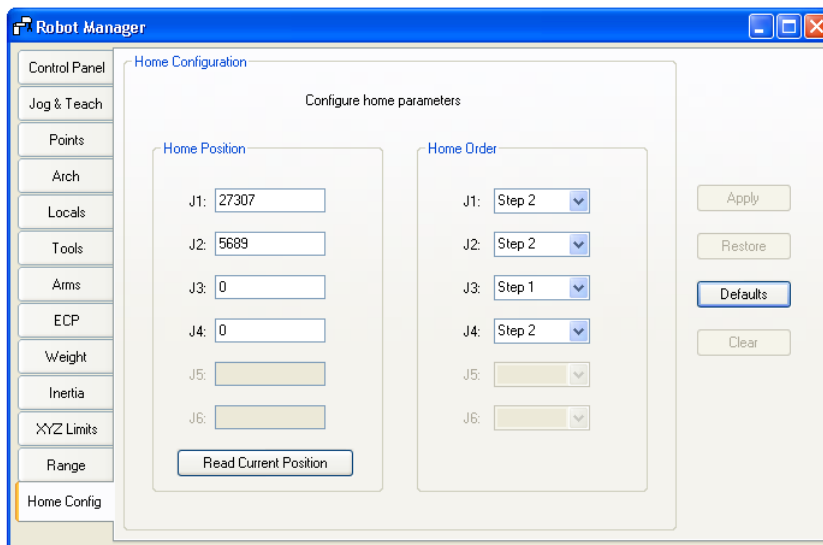 Robot Manager
Control Panel
Jog & Teach
Points
Arch
Locals
Tools
Arms
ECP
Weight
Inertia
XYZ Limits
Range
Home Config
Home Configuration
Configure home parameters
Home Position
J1: 27307
J2: 5689
J3: 0
J4: 0
J5:
J6:
Read Current Position
Home Order
J1: Step 2
J2: Step 2
J3: Step 1
J4: Step 2
J5:
J6:
Apply
Restore
Defaults
Clear